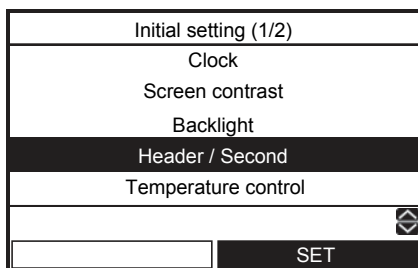 Initial setting (1/2)
Clock
Screen contrast
Backlight
Header / Second
Temperature control
SET